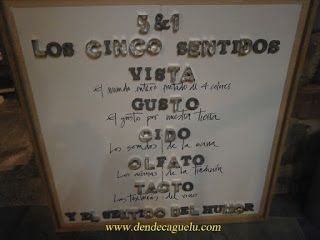 5 & 1
LOS CINCO SENTIDOS
VISTA
El mundo entero pintado de 4 colores
GUSTO
El gusto por nuestra tierra
OIDO
Los sonidos de la
OLFATO
Los aromas de la tradición
TACTO
Las texturas del vino
Y EL SENTIDO DEL HUMOR
www.dendecaguelu.com